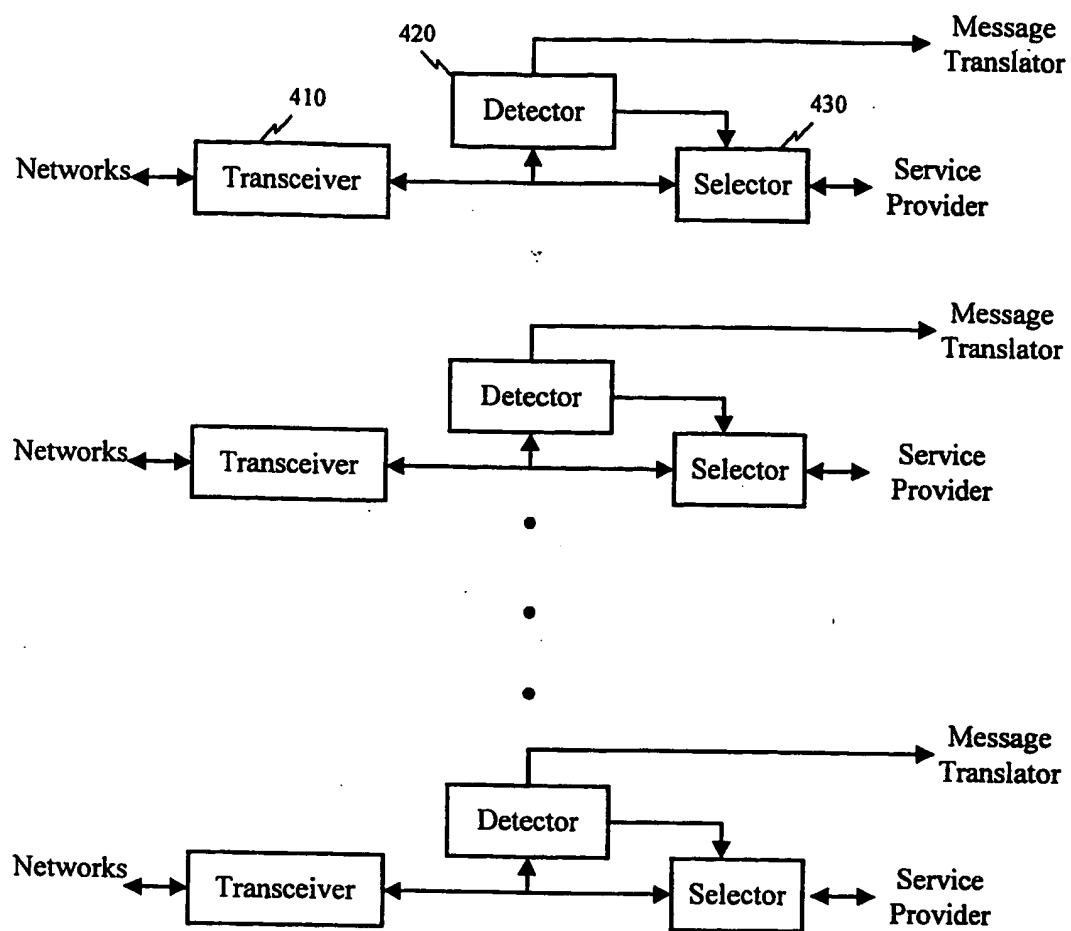 Message
Translator
420
Detector
410
430
Networks
Transceiver
Selector
Service
Provider
Message
Translator
Detector
Networks
Transceiver
Selector
Service
Provider
Message
Translator
Detector
Networks
Transceiver
Selector
Service
Provider